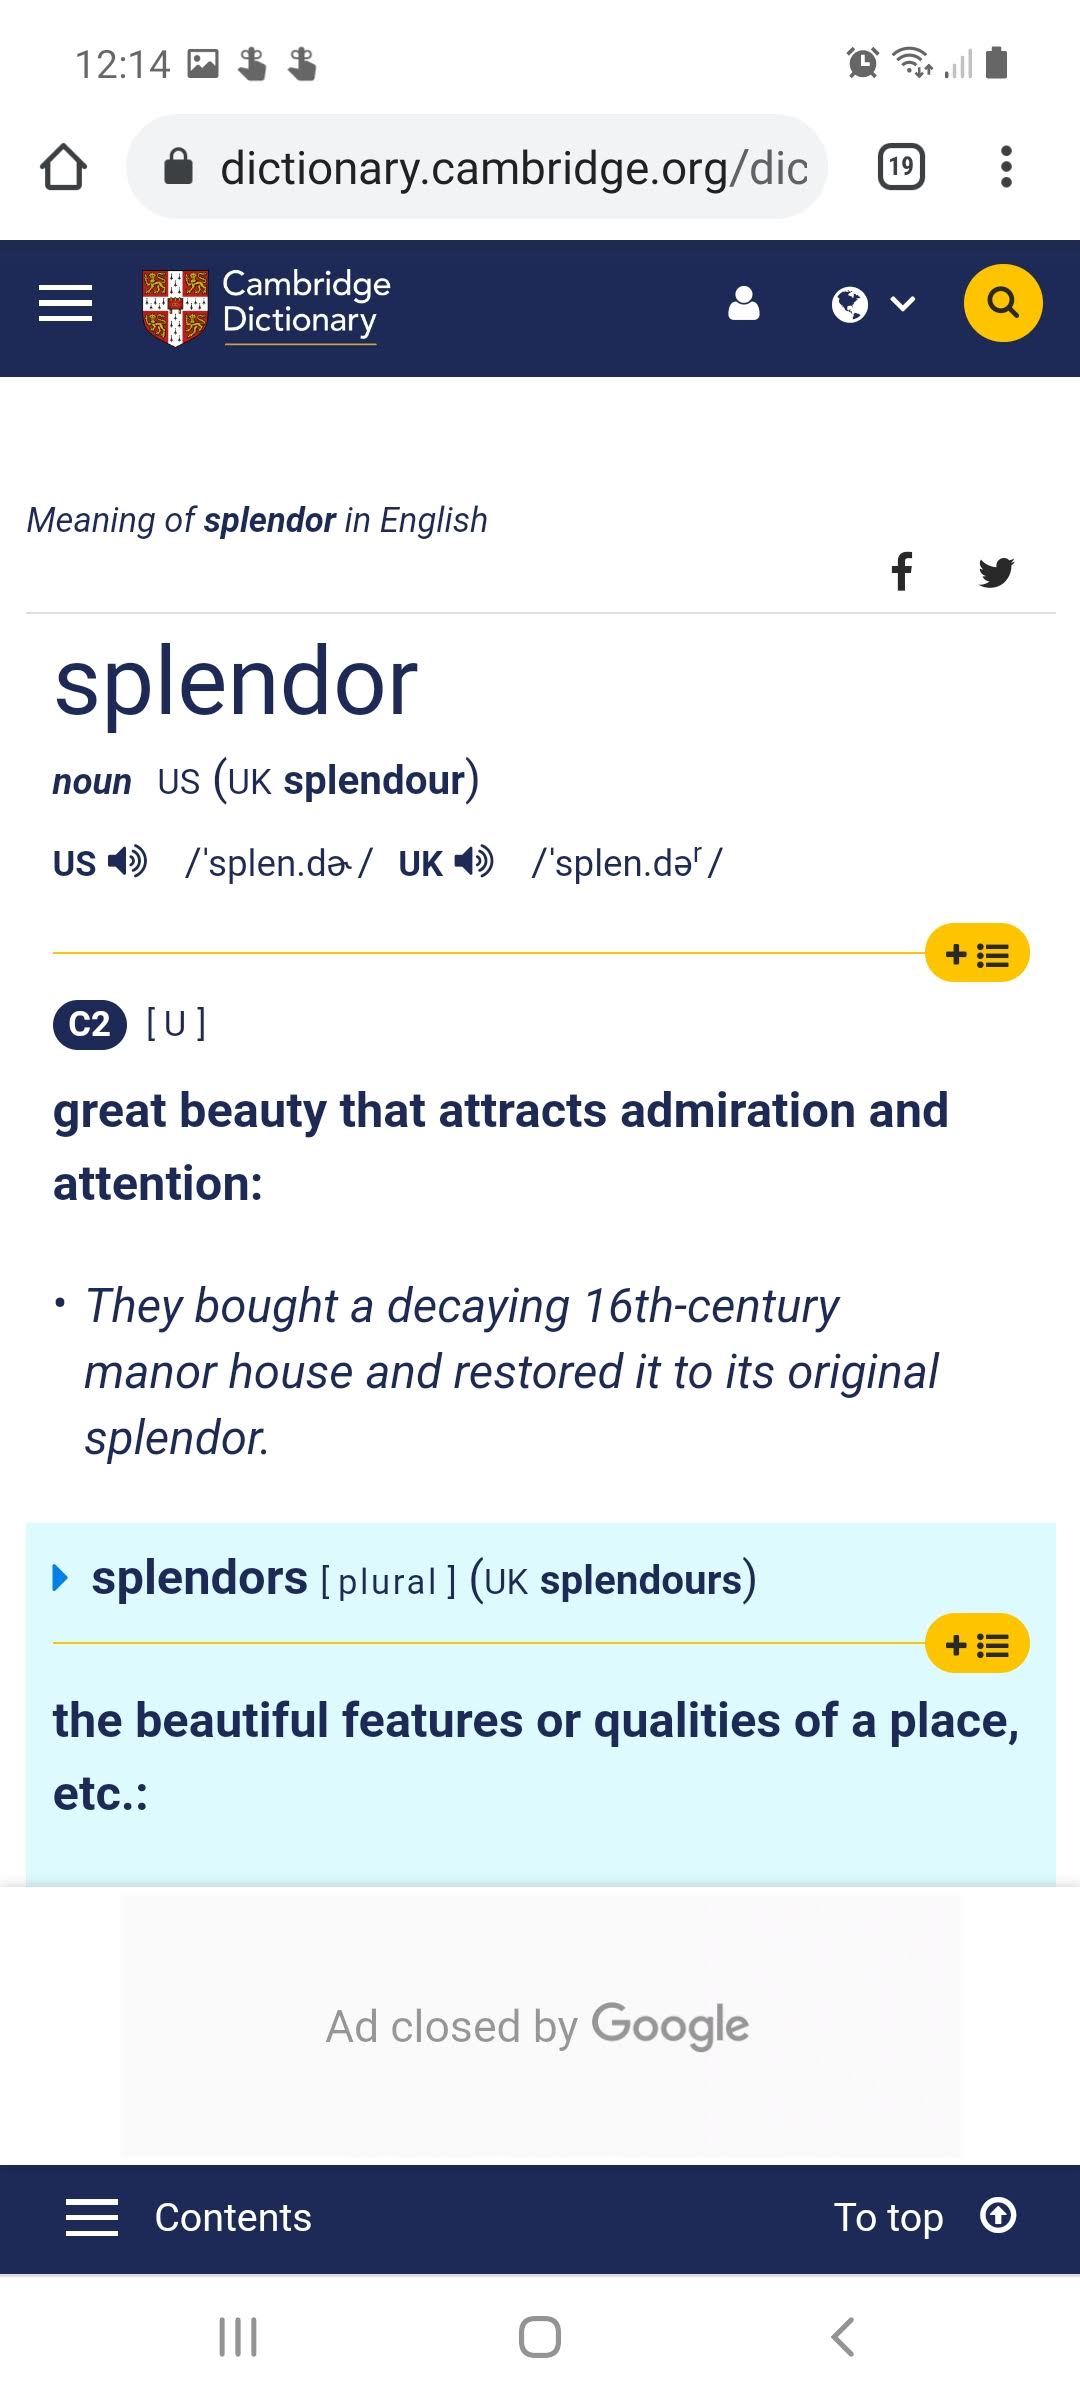 12:14
dictionary.cambridge.org/dic
19
Cambridge
Dictionary
Meaning of splendor in English
splendor
noun US (UK splendour)
US /ˈsplen.dɚ/ UK /ˈsplen.dəʳ/
C2 [ U ]
great beauty that attracts admiration and
attention:
• They bought a decaying 16th-century
manor house and restored it to its original
splendor.
splendors [ plural ] (UK splendours)
the beautiful features or qualities of a place,
etc.:
Ad closed by Google
Contents
To top